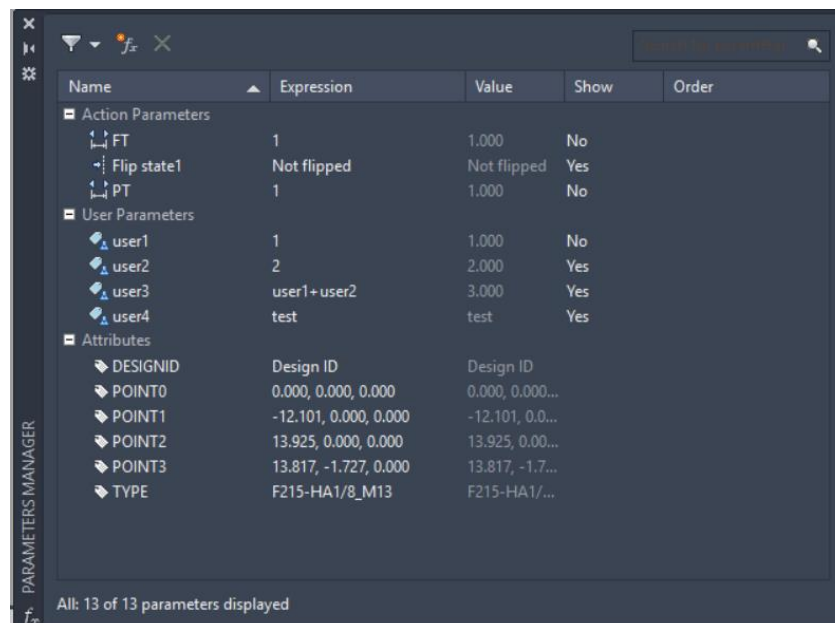 Name Expression Value Show Order
Action Parameters
FT 1 1.000 No
Flip state1 Not flipped Not flipped Yes
PT 1 1.000 No
User Parameters
user1 1 1.000 No
user2 2 2.000 Yes
user3 user1+user2 3.000 Yes
user4 test test Yes
Attributes
DESIGNID Design ID Design ID
POINT0 0.000, 0.000, 0.000 0.000, 0.000...
POINT1 -12.101, 0.000, 0.000 -12.101, 0.0...
POINT2 13.925, 0.000, 0.000 13.925, 0.00...
POINT3 13.817, -1.727, 0.000 13.817, -1.7...
TYPE F215-HA1/8_M13 F215-HA1/...
All: 13 of 13 parameters displayed
PARAMETERS MANAGER